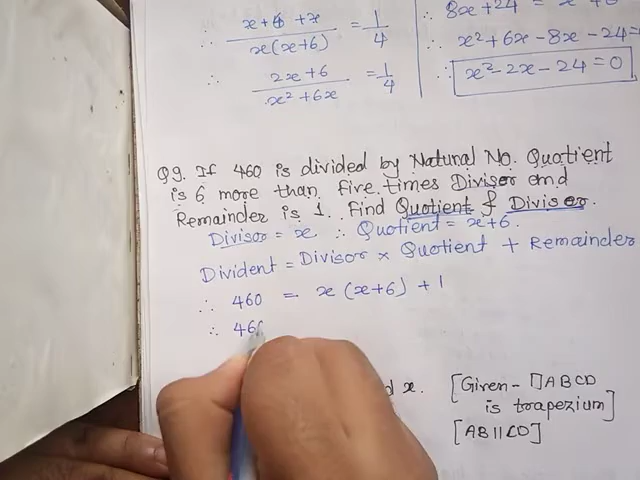 ∴ x+6 +x / x(x+6) = 1/4
∴ 2x+6 / x²+6x = 1/4
∴ 8x+24 =
∴ x²+6x-8x-24=
∴ x²-2x-24=0
Q9. If 460 is divided by Natural No. Quotient
is 6 more than five times Divisor and
Remainder is 1. Find Quotient & Divisor.
Divisor = x ∴ Quotient = x+6.
Divident = Divisor × Quotient + Remainder
∴ 460 = x (x+6) + 1
∴ 460
x. [Given - □ABCD
is trapezium]
[AB||CD]